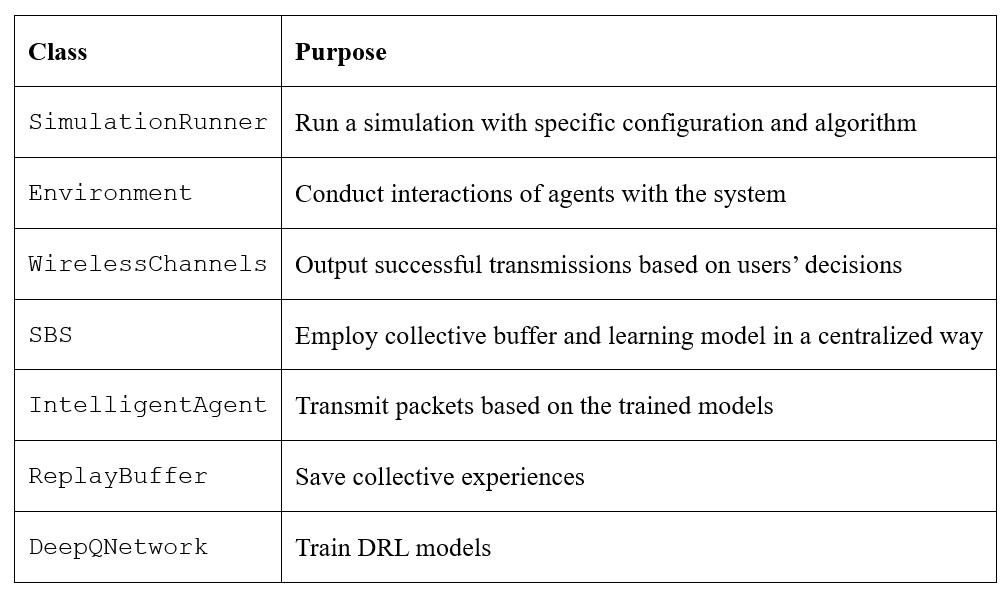 Class Purpose
SimulationRunner Run a simulation with specific configuration and algorithm
Environment Conduct interactions of agents with the system
WirelessChannels Output successful transmissions based on users’ decisions
SBS Employ collective buffer and learning model in a centralized way
IntelligentAgent Transmit packets based on the trained models
ReplayBuffer Save collective experiences
DeepQNetwork Train DRL models